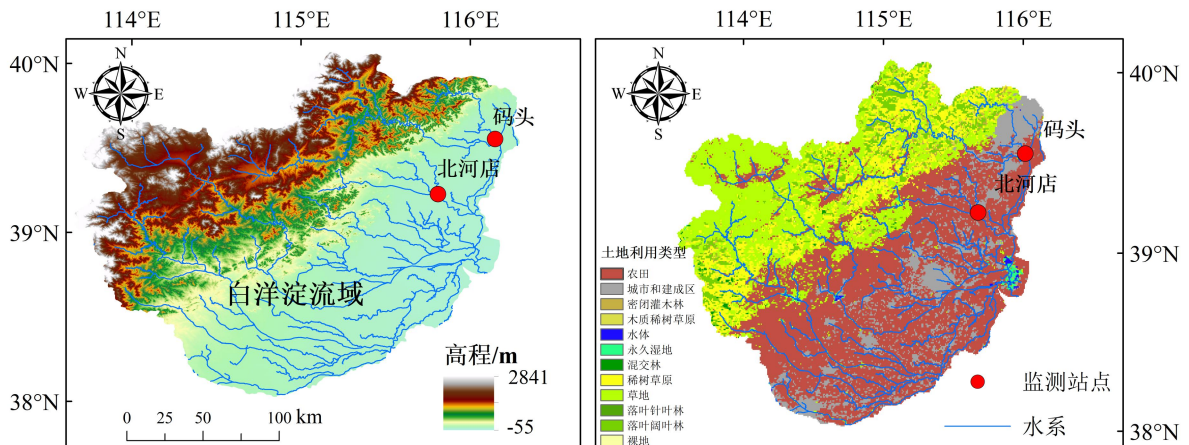 114°E 115°E 116°E
40°N
39°N
38°N
N
W E
S
码头
北河店
白洋淀流域
高程/m
2841
-55
0 25 50 100 km
114°E 115°E 116°E
40°N
39°N
38°N
N
W E
S
码头
北河店
土地利用类型
农田
城市和建成区
密闭灌木林
木质稀树草原
水体
永久湿地
混交林
稀树草原
草地
落叶针叶林
落叶阔叶林
裸地
监测站点
水系